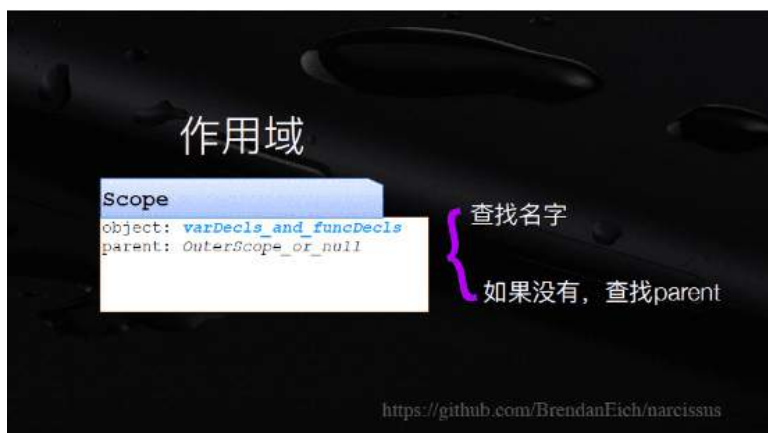 作用域
Scope
object: varDecls_and_funcDecls
parent: OuterScope_or_null
查找名字
如果没有，查找parent
https://github.com/BrendanEich/narcissus